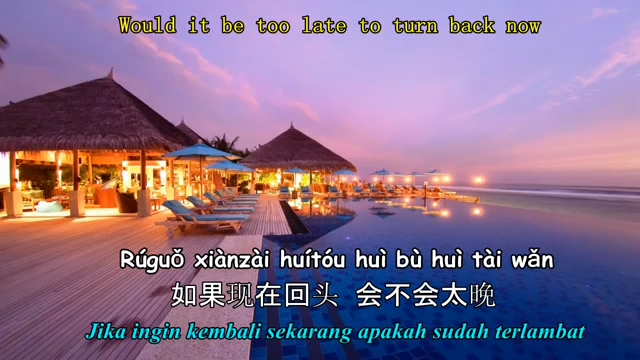 Would it be too late to turn back now
Rúguǒ xiànzài huítóu huì bù huì tài wǎn
如果现在回头 会不会太晚
Jika ingin kembali sekarang apakah sudah terlambat